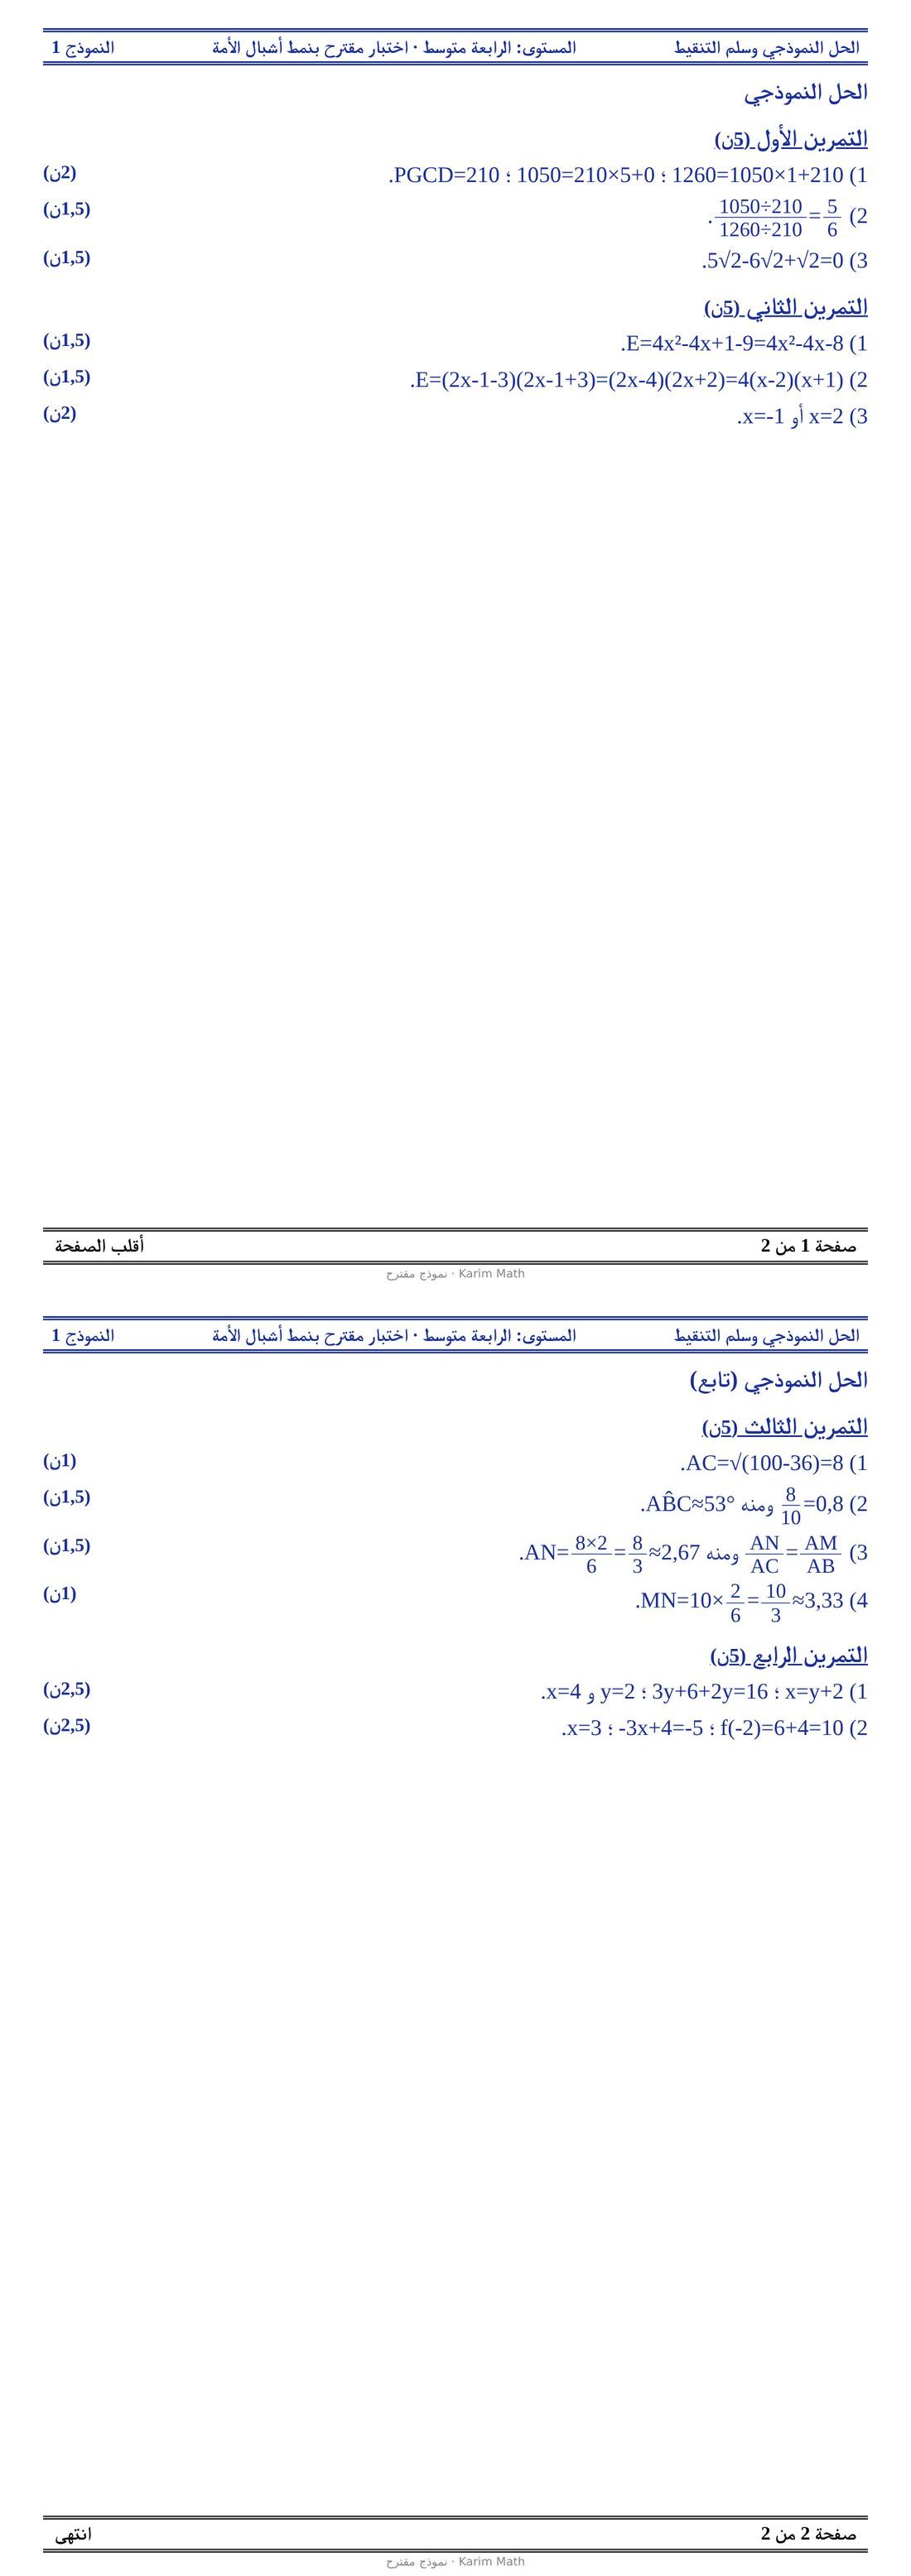 الحل النموذجي وسلم التنقيط المستوى: الرابعة متوسط · اختبار مقترح بنمط أشبال الأمة النموذج 1
الحل النموذجي
التمرين الأول (5ن)
1) 1260=1050×1+210 ؛ 1050=210×5+0 ؛ PGCD=210. (2ن)
2) 1050÷210/1260÷210=5/6. (1,5ن)
3) 5√2-6√2+√2=0. (1,5ن)
التمرين الثاني (5ن)
1) E=4x²-4x+1-9=4x²-4x-8. (1,5ن)
2) E=(2x-1-3)(2x-1+3)=(2x-4)(2x+2)=4(x-2)(x+1). (1,5ن)
3) x=2 أو x=-1. (2ن)
صفحة 1 من 2 أقلب الصفحة
Karim Math · نموذج مقترح
الحل النموذجي وسلم التنقيط المستوى: الرابعة متوسط · اختبار مقترح بنمط أشبال الأمة النموذج 1
الحل النموذجي (تابع)
التمرين الثالث (5ن)
1) AC=√(100-36)=8. (1ن)
2) 8/10=0,8 ومنه AB̂C≈53°. (1,5ن)
3) AN/AC=AM/AB ومنه AN=8×2/6=8/3≈2,67. (1,5ن)
4) MN=10×2/6=10/3≈3,33. (1ن)
التمرين الرابع (5ن)
1) x=y+2 ؛ 3y+6+2y=16 ؛ y=2 و x=4. (2,5ن)
2) f(-2)=6+4=10 ؛ -3x+4=-5 ؛ x=3. (2,5ن)
صفحة 2 من 2 انتهى
Karim Math · نموذج مقترح